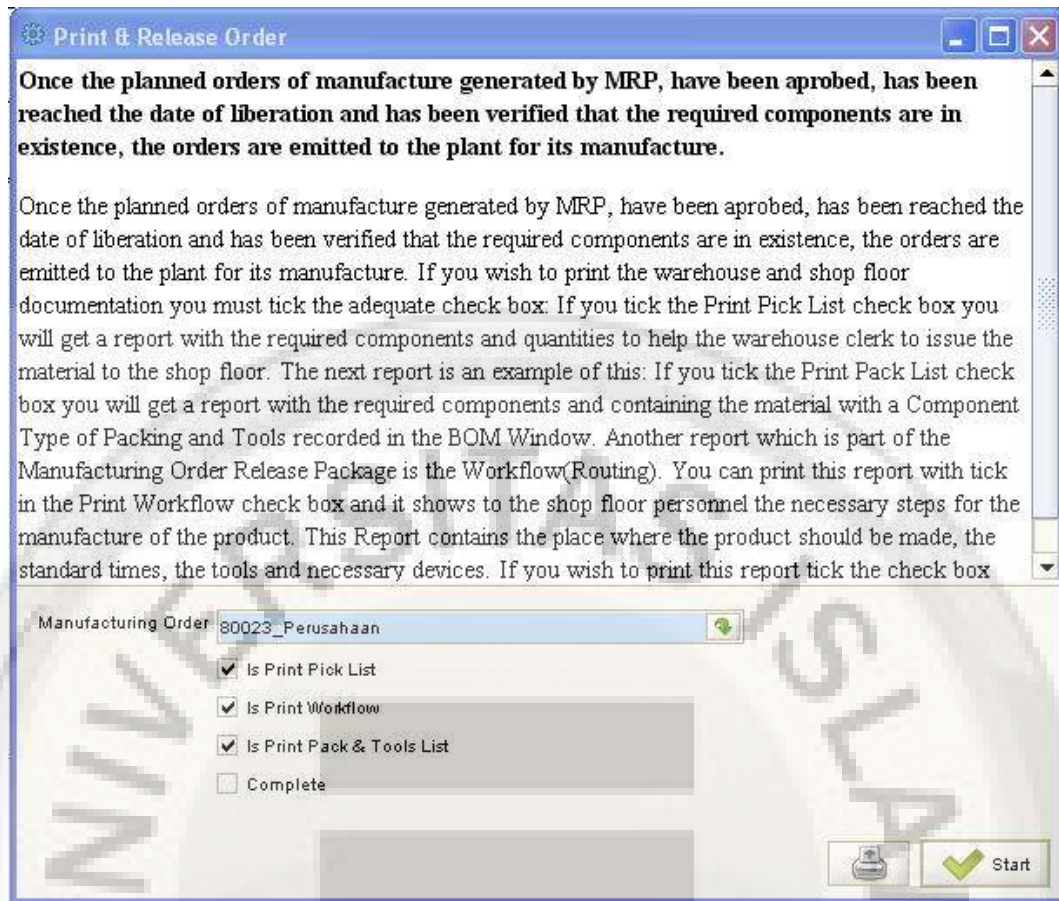 Print & Release Order
Once the planned orders of manufacture generated by MRP, have been aprobed, has been
reached the date of liberation and has been verified that the required components are in
existence, the orders are emitted to the plant for its manufacture.
Once the planned orders of manufacture generated by MRP, have been aprobed, has been reached the
date of liberation and has been verified that the required components are in existence, the orders are
emitted to the plant for its manufacture. If you wish to print the warehouse and shop floor
documentation you must tick the adequate check box: If you tick the Print Pick List check box you
will get a report with the required components and quantities to help the warehouse clerk to issue the
material to the shop floor. The next report is an example of this: If you tick the Print Pack List check
box you will get a report with the required components and containing the material with a Component
Type of Packing and Tools recorded in the BOM Window. Another report which is part of the
Manufacturing Order Release Package is the Workflow(Routing). You can print this report with tick
in the Print Workflow check box and it shows to the shop floor personnel the necessary steps for the
manufacture of the product. This Report contains the place where the product should be made, the
standard times, the tools and necessary devices. If you wish to print this report tick the check box
Manufacturing Order 80023_Perusahaan
Is Print Pick List
Is Print Workflow
Is Print Pack & Tools List
Complete
Start
NIVERSITAS ISLA